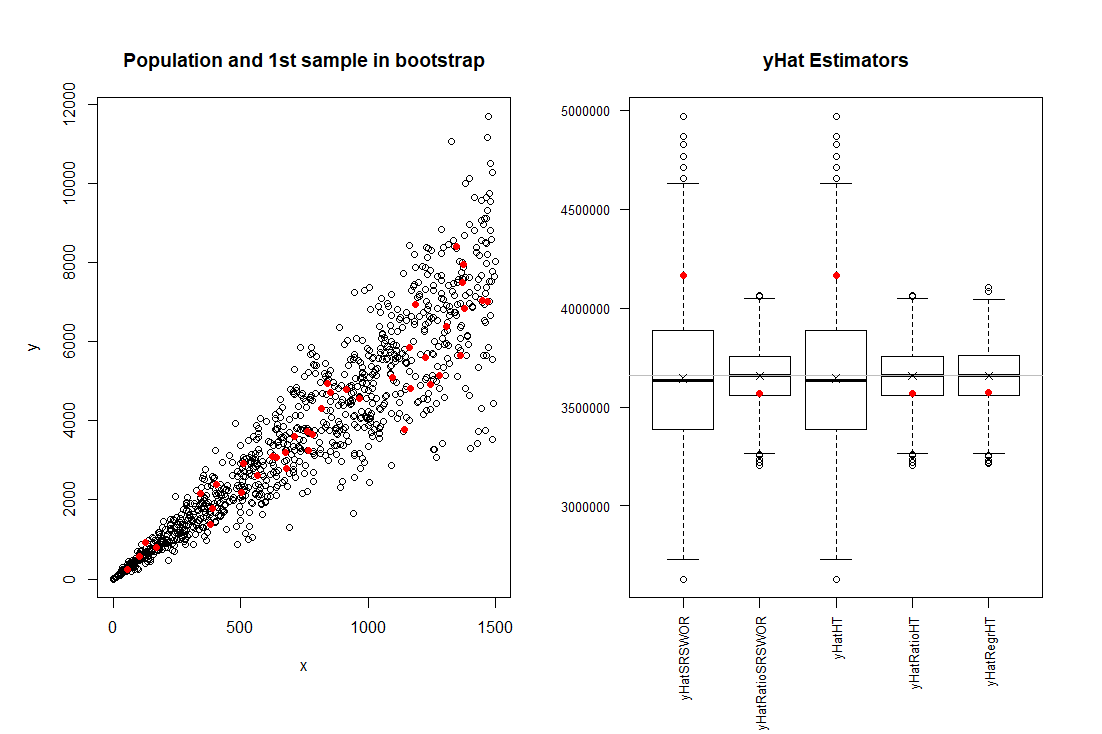 Population and 1st sample in bootstrap
y
12000
10000
8000
6000
4000
2000
0
0 500 1000 1500
x
yHat Estimators
5000000
4500000
4000000
3500000
3000000
yHatSRSWOR
yHatRatioSRSWOR
yHatHT
yHatRatioHT
yHatRegrHT